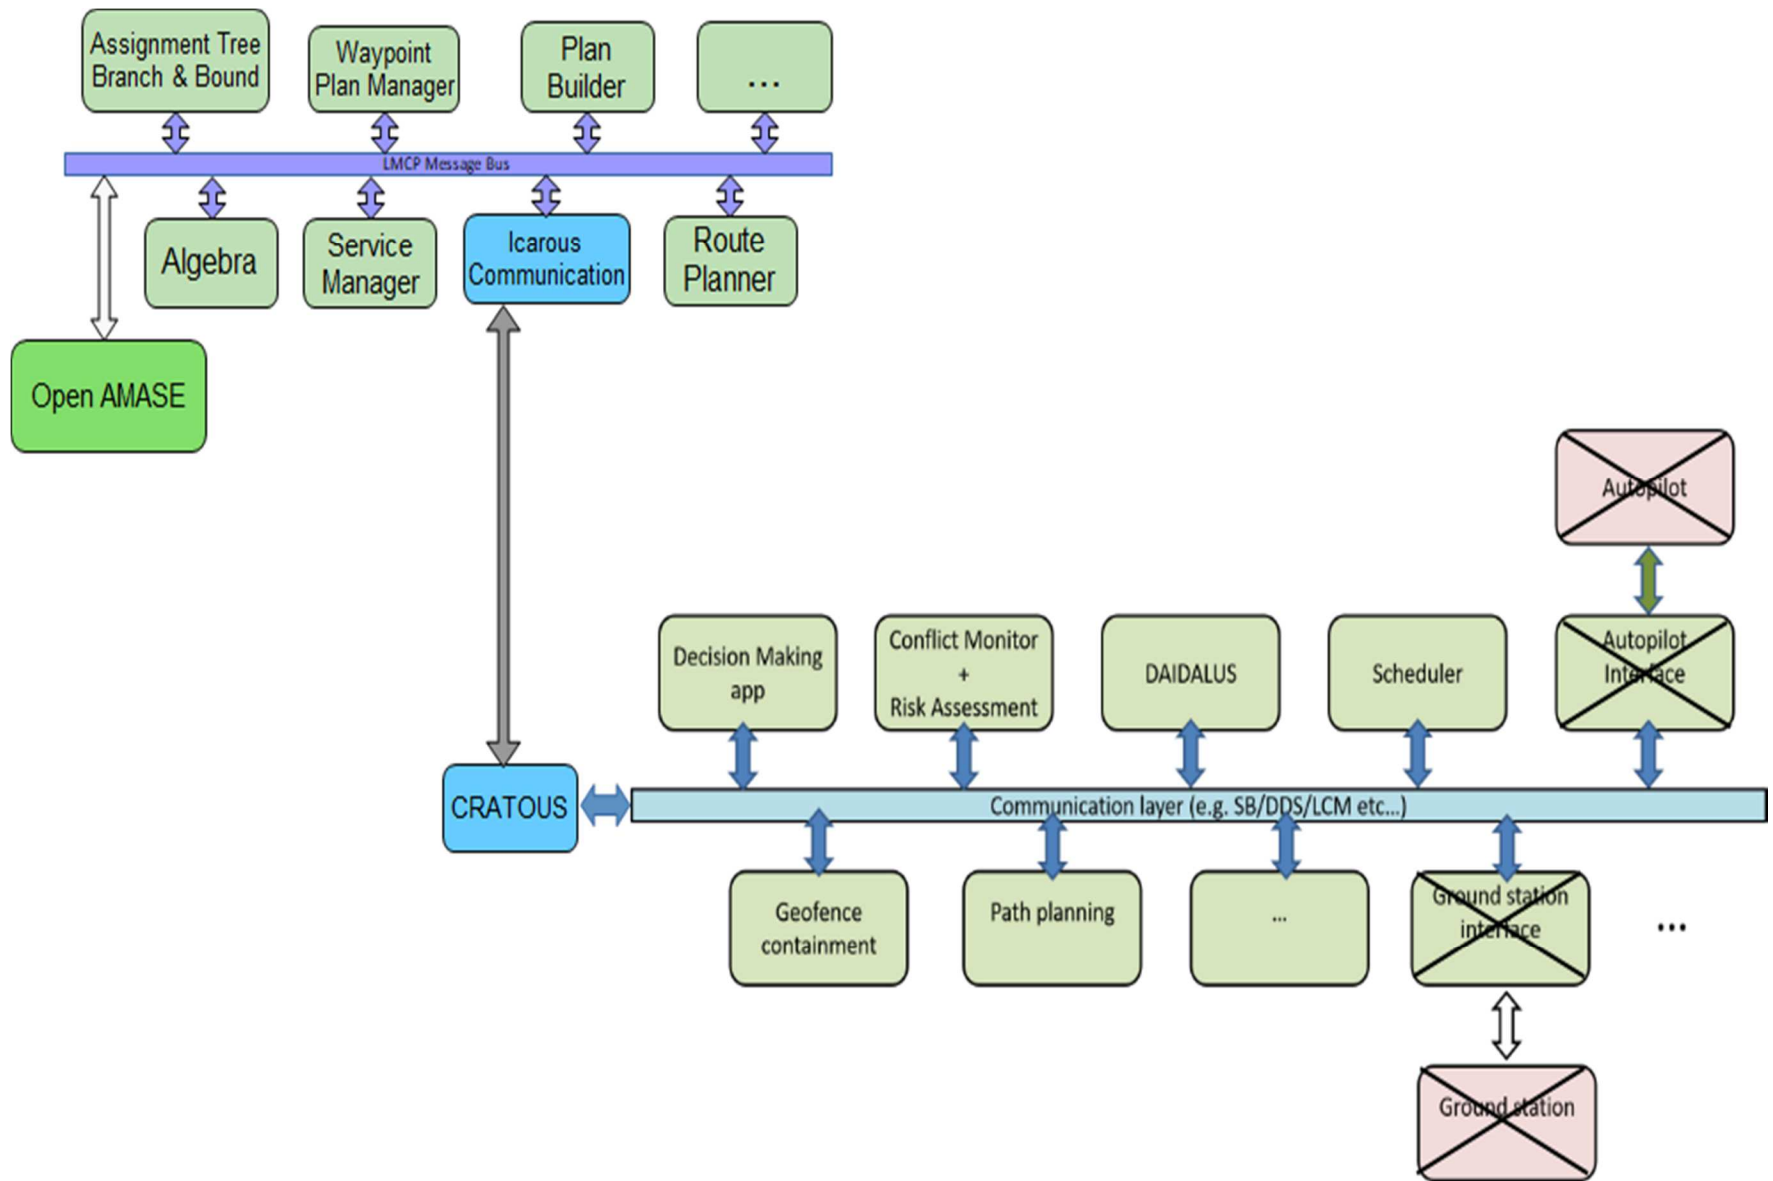 Assignment Tree
Branch & Bound
Waypoint
Plan Manager
Plan
Builder
...
LMCP Message Bus
Algebra
Service
Manager
Icarous
Communication
Route
Planner
Open AMASE
Autopilot
Decision Making
app
Conflict Monitor
+
Risk Assessment
DAIDALUS
Scheduler
Autopilot
Interface
CRATOUS
Communication layer (e.g. SB/DDS/LCM etc...)
Geofence
containment
Path planning
...
Ground station
interface
...
Ground station